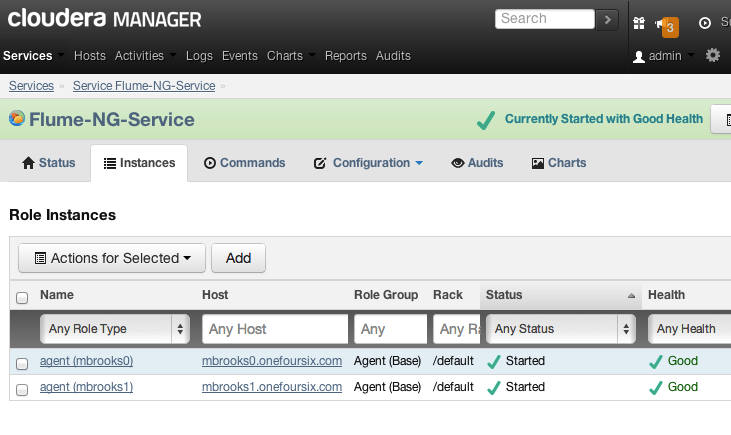 cloudera MANAGER
Search
3
Services Hosts Activities Logs Events Charts Reports Audits
admin
Services » Service Flume-NG-Service »
Flume-NG-Service
Currently Started with Good Health
Status Instances Commands Configuration Audits Charts
Role Instances
Actions for Selected Add
Name Host Role Group Rack Status Health
Any Role Type Any Host Any Any Any Status Any Health
agent (mbrooks0) mbrooks0.onefoursix.com Agent (Base) /default Started Good
agent (mbrooks1) mbrooks1.onefoursix.com Agent (Base) /default Started Good